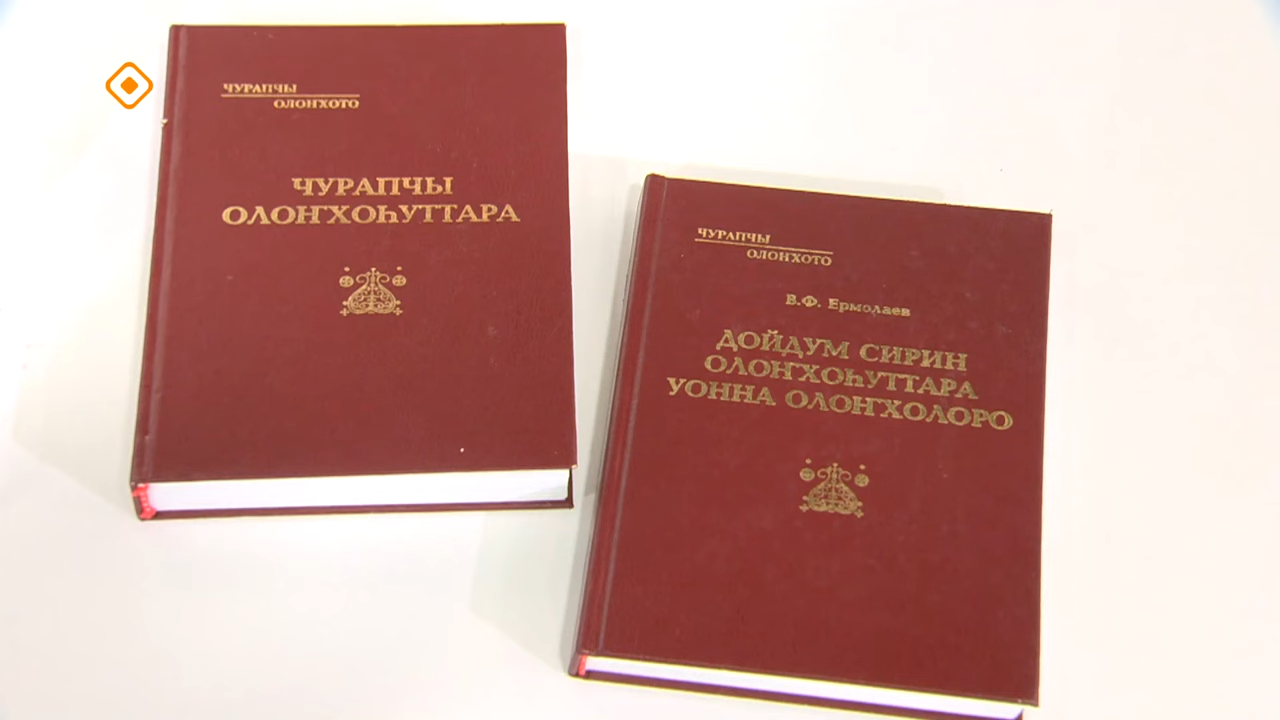 ЧУРАПЧЫ
ОЛОҤХОТО
ЧУРАПЧЫ
ОЛОҤХОҺУТТАРА
ЧУРАПЧЫ
ОЛОҤХОТО
В.Ф. Ермолаев
ДОЙДУМ СИРИН
ОЛОҤХОҺУТТАРА
УОННА ОЛОҤХОЛОРО